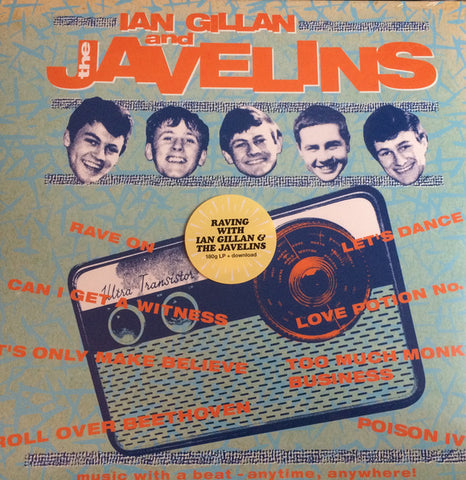 IAN GILLAN
and
the JAVELINS
RAVING
WITH
IAN GILLAN &
THE JAVELINS
180g LP + download
RAVE ON
LET'S DANCE
Ultra Transistor
CAN I GET A WITNESS
LOVE POTION No.
T'S ONLY MAKE BELIEVE
TOO MUCH MONK
BUSINESS
ROLL OVER BEETHOVEN
POISON IV
music with a beat - anytime, anywhere!